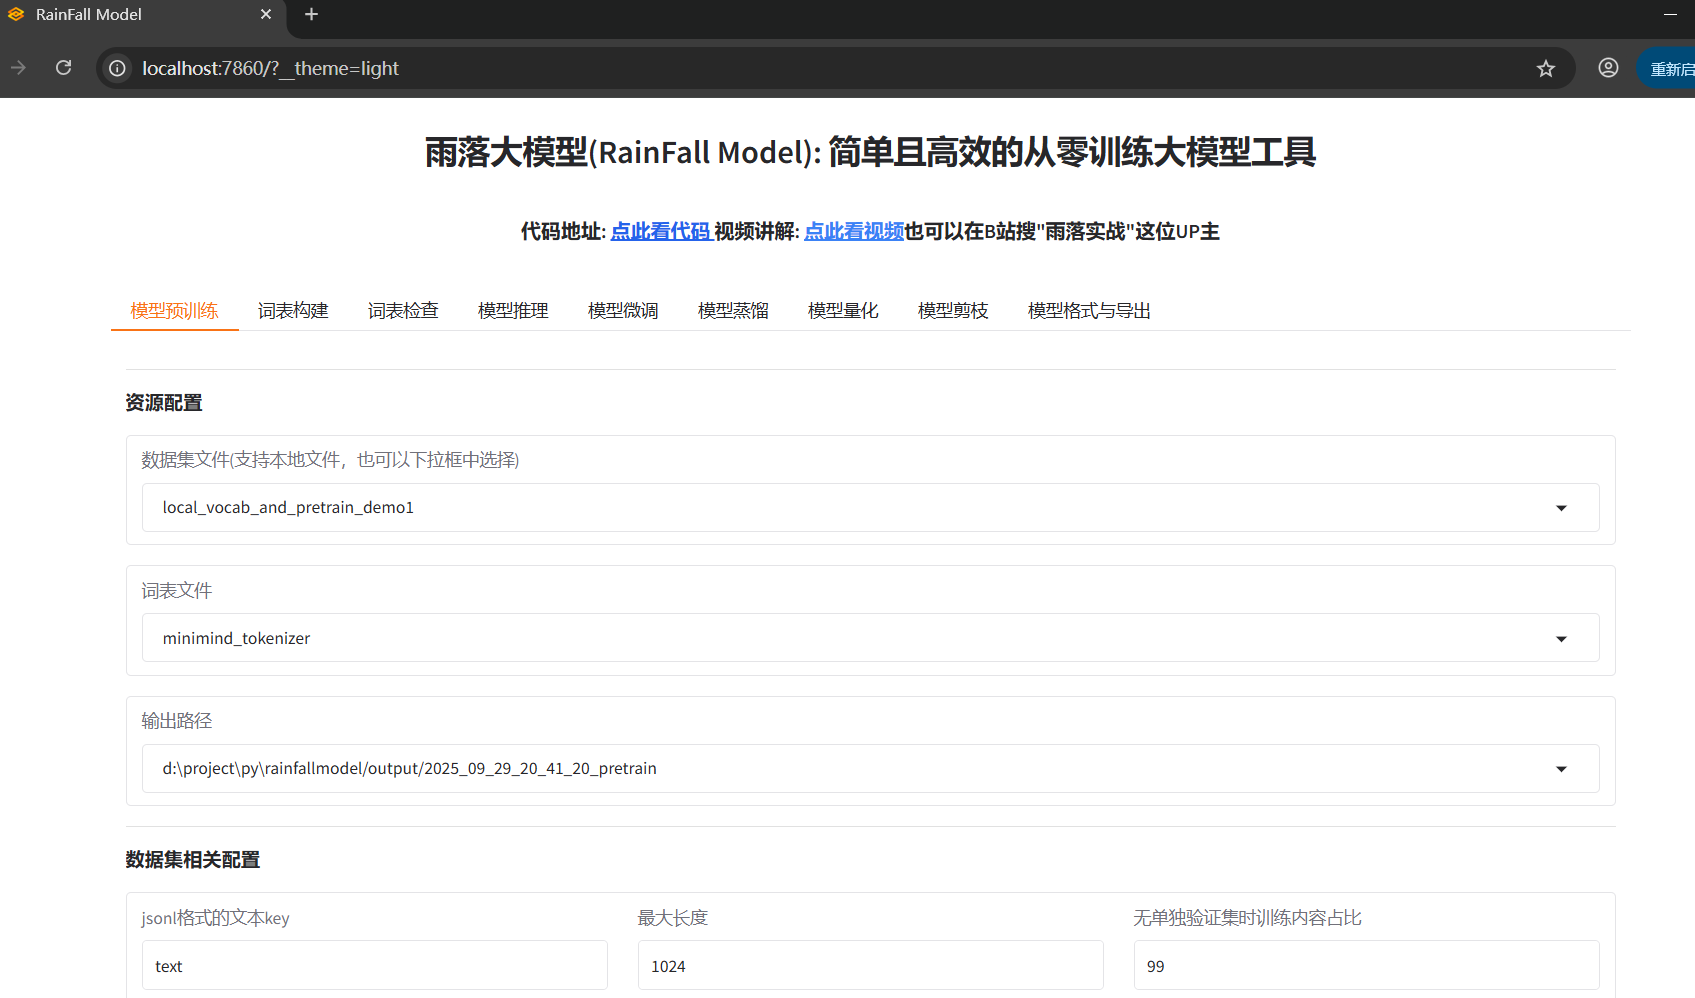 RainFall Model
localhost:7860/?__theme=light
重新启
雨落大模型(RainFall Model): 简单且高效的从零训练大模型工具
代码地址: 点此看代码 视频讲解: 点此看视频也可以在B站搜"雨落实战"这位UP主
模型预训练 词表构建 词表检查 模型推理 模型微调 模型蒸馏 模型量化 模型剪枝 模型格式与导出
资源配置
数据集文件(支持本地文件，也可以下拉框中选择)
local_vocab_and_pretrain_demo1
词表文件
minimind_tokenizer
输出路径
d:\project\py\rainfallmodel/output/2025_09_29_20_41_20_pretrain
数据集相关配置
jsonl格式的文本key 最大长度 无单独验证集时训练内容占比
text 1024 99